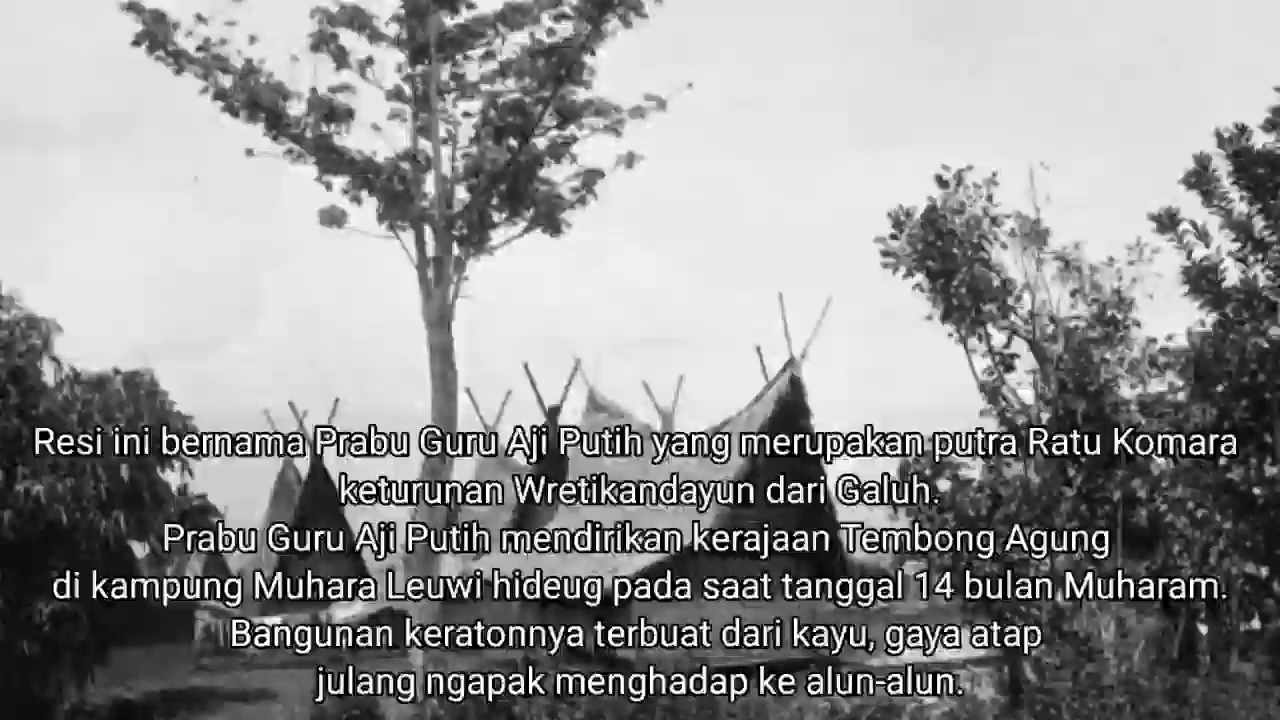 Resi ini bernama Prabu Guru Aji Putih yang merupakan putra Ratu Komara
keturunan Wretikandayun dari Galuh.
Prabu Guru Aji Putih mendirikan kerajaan Tembong Agung
di kampung Muhara Leuwi hideug pada saat tanggal 14 bulan Muharam.
Bangunan keratonnya terbuat dari kayu, gaya atap
julang ngapak menghadap ke alun-alun.